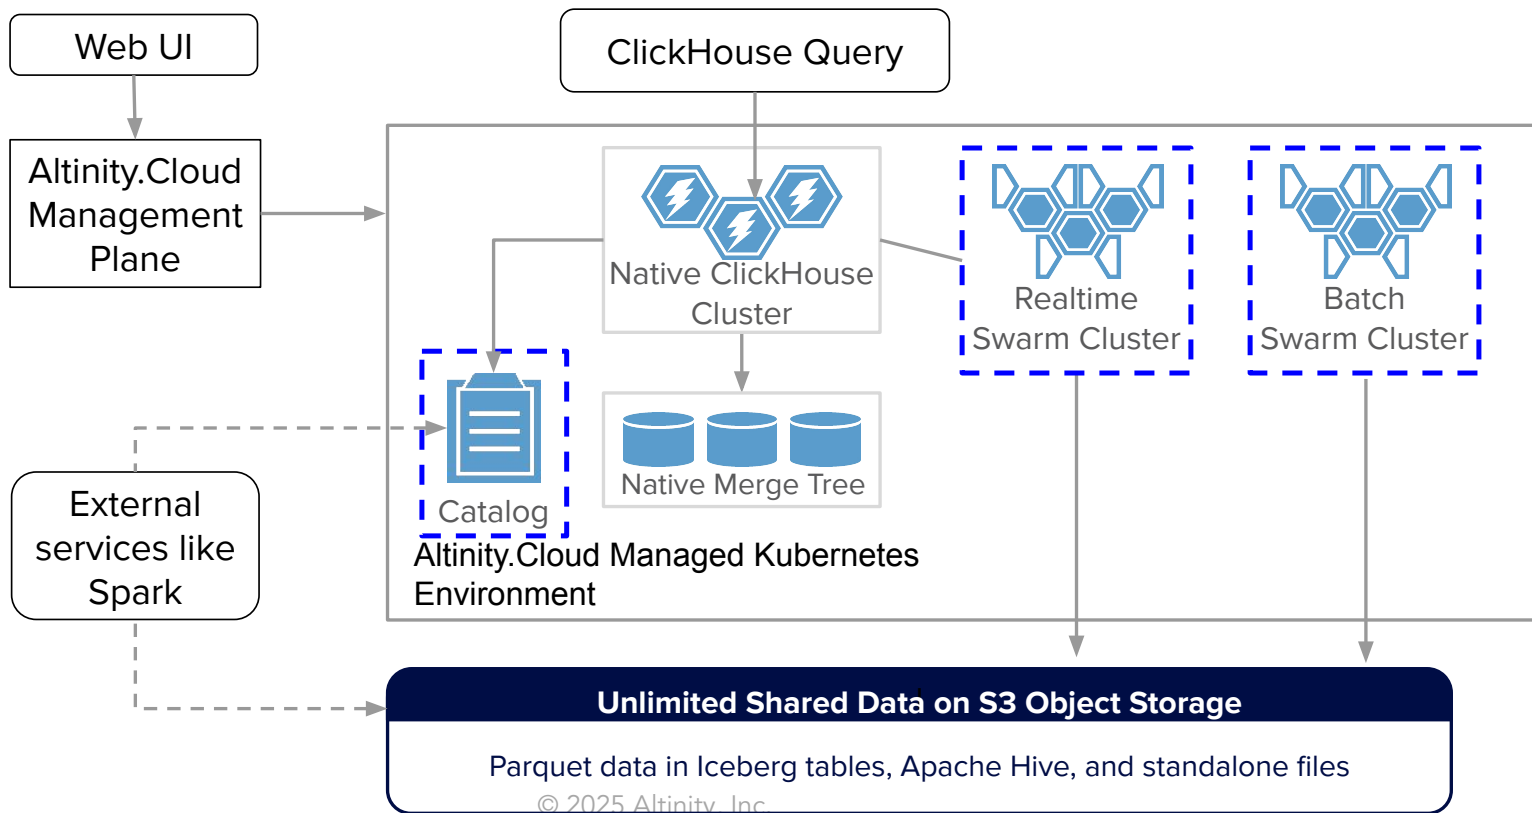 Web UI
ClickHouse Query
Altinity.Cloud
Management
Plane
Native ClickHouse
Cluster
Realtime
Swarm Cluster
Batch
Swarm Cluster
Catalog
Native Merge Tree
External
services like
Spark
Altinity.Cloud Managed Kubernetes
Environment
Unlimited Shared Data on S3 Object Storage
Parquet data in Iceberg tables, Apache Hive, and standalone files
© 2025 Altinity, Inc.